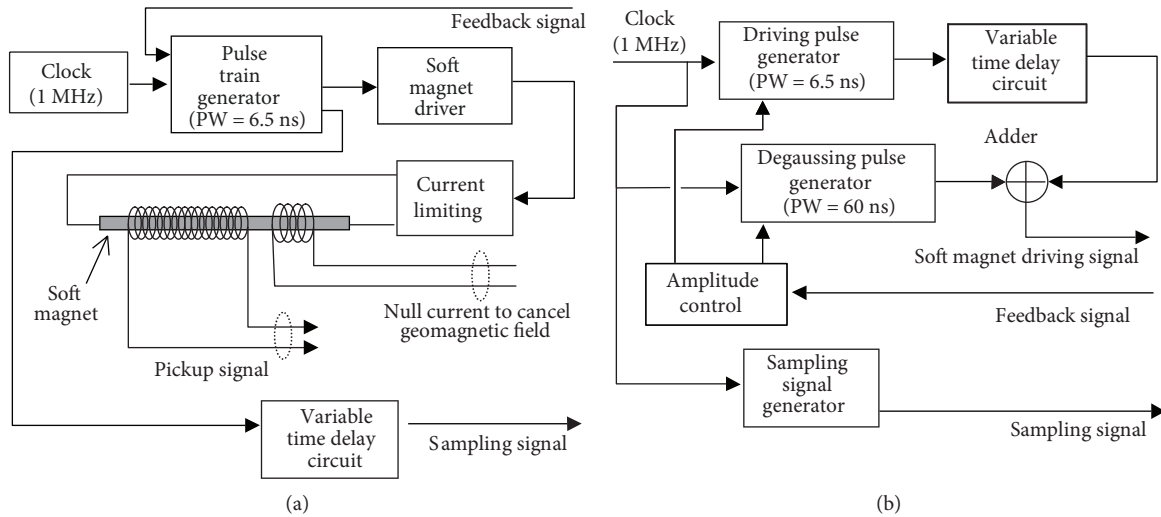 Feedback signal
Clock
(1 MHz)
Pulse
train
generator
(PW = 6.5 ns)
Soft
magnet
driver
Current
limiting
Soft
magnet
Null current to cancel
geomagnetic field
Pickup signal
Variable
time delay
circuit
Sampling signal
(a)
Clock
(1 MHz)
Driving pulse
generator
(PW = 6.5 ns)
Variable
time delay
circuit
Adder
Degaussing pulse
generator
(PW = 60 ns)
Soft magnet driving signal
Amplitude
control
Feedback signal
Sampling
signal
generator
Sampling signal
(b)